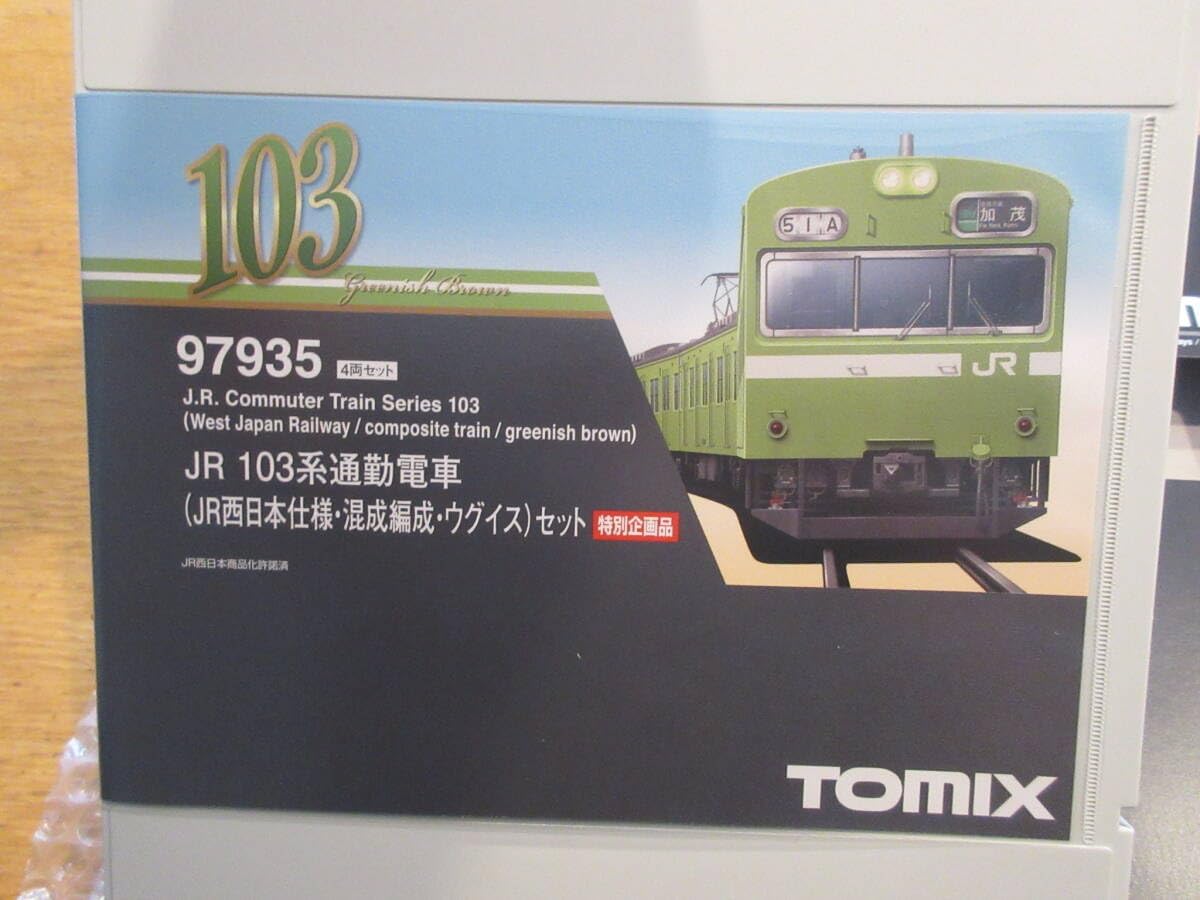 103
Greenish Brown
97935 4両セット
J.R. Commuter Train Series 103
(West Japan Railway / composite train / greenish brown)
JR 103系通勤電車
(JR西日本仕様・混成編成・ウグイス)セット 特別企画品
JR西日本商品化許諾済
51A
加茂
JR
TOMIX